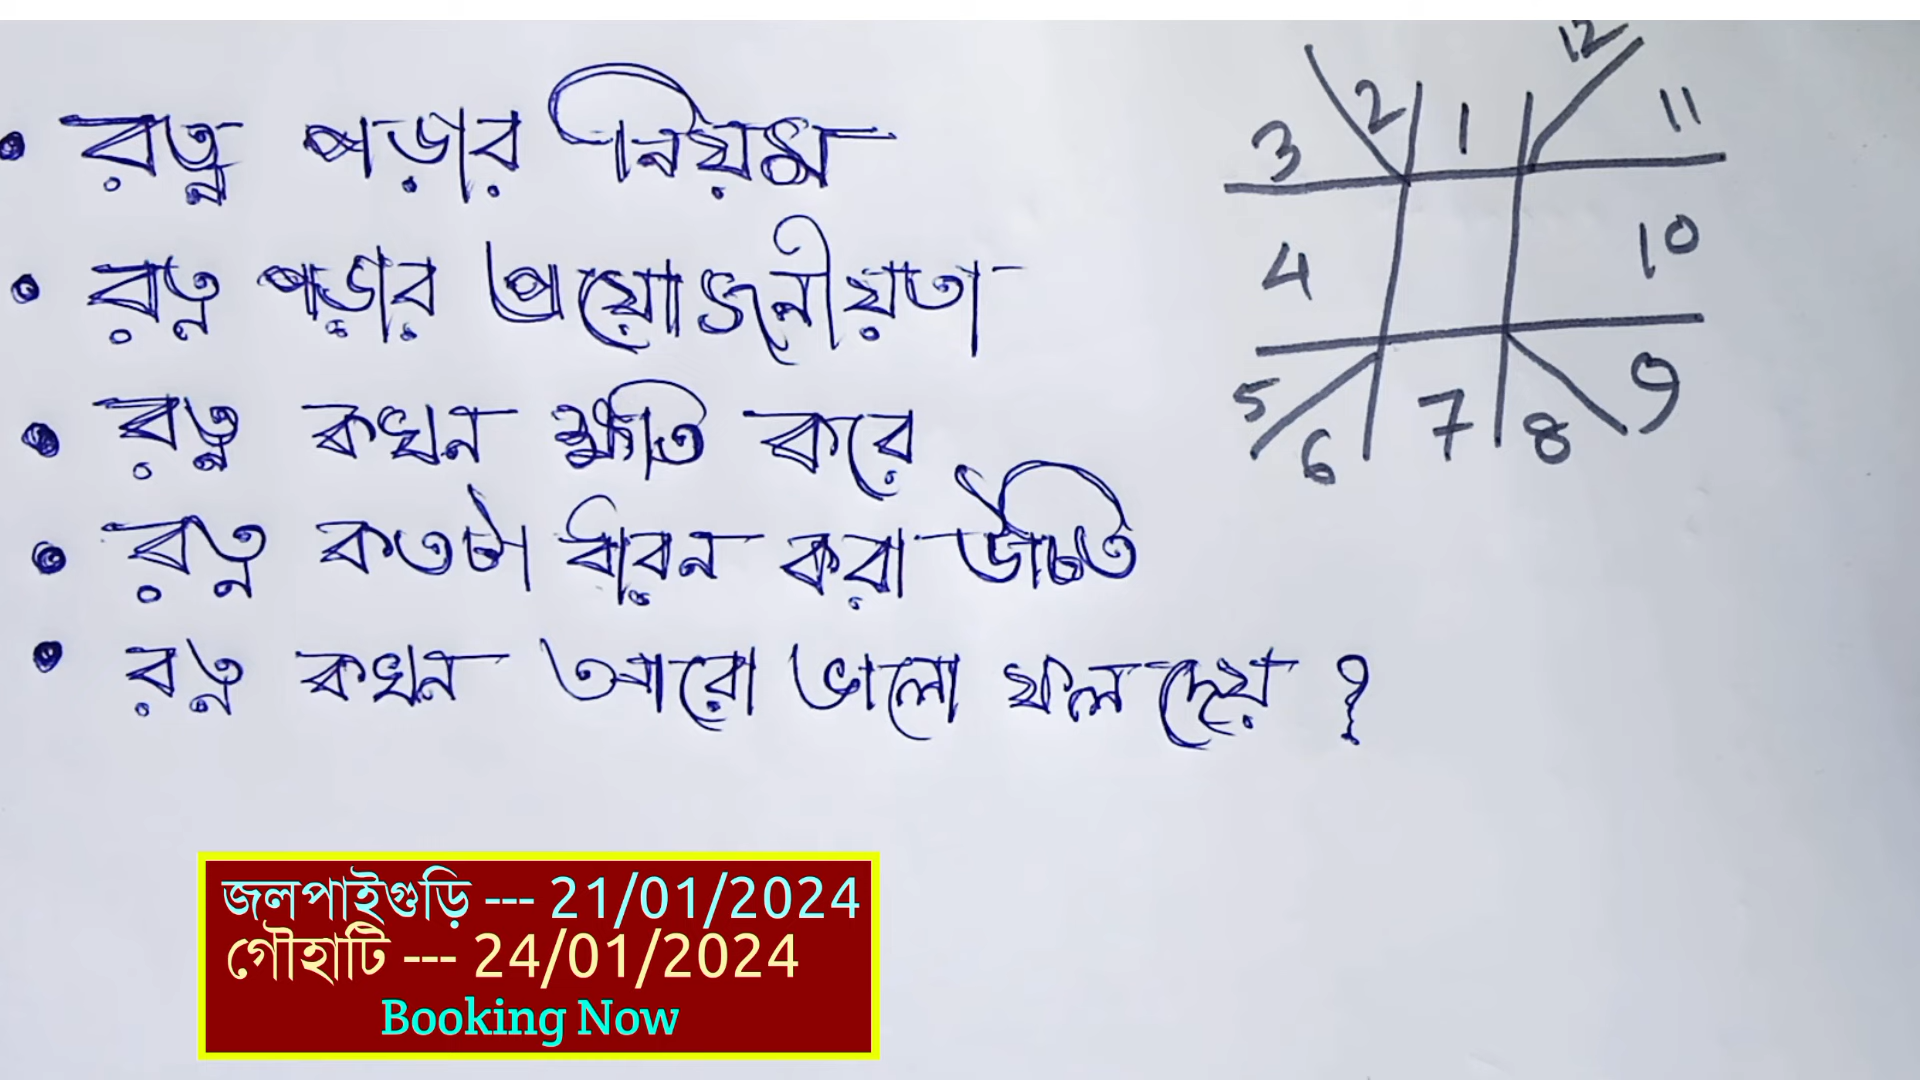 • রত্ন পড়ার নিয়ম
• রত্ন পড়ার প্রয়োজনীয়তা
• রত্ন কখন ক্ষতি করে
• রত্ন কতটা ধারন করা উচিত
• রত্ন কখন আরো ভালো ফল দেয় ?
12
2 1 11
3
4 10
5 7 9
6 8
জলপাইগুড়ি --- 21/01/2024
গৌহাটি --- 24/01/2024
Booking Now